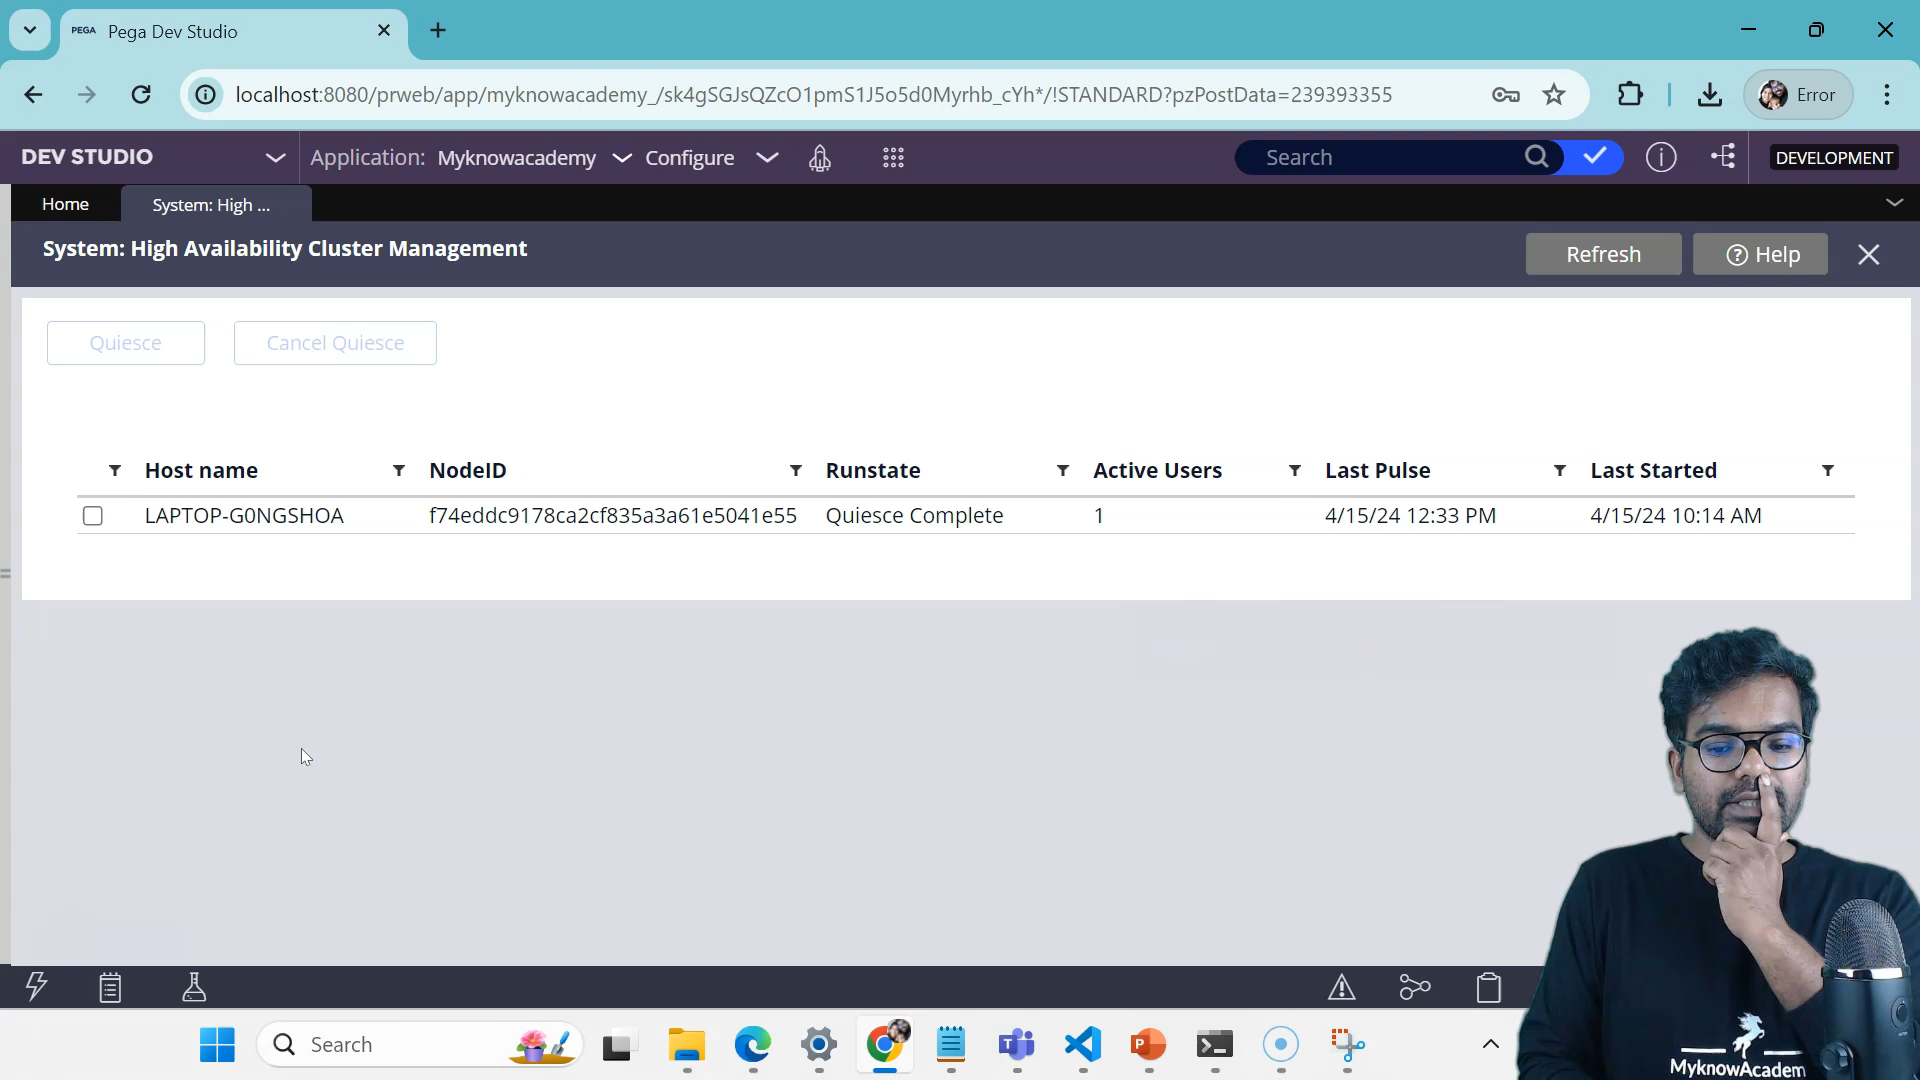 PEGA Pega Dev Studio
localhost:8080/prweb/app/myknowacademy_/sk4gSGJsQZcO1pmS1J5o5d0Myrhb_cYh*/!STANDARD?pzPostData=239393355
Error
DEV STUDIO Application: Myknowacademy Configure Search DEVELOPMENT
Home System: High ...
System: High Availability Cluster Management Refresh ? Help
Quiesce Cancel Quiesce
Host name NodeID Runstate Active Users Last Pulse Last Started
LAPTOP-G0NGSHOA f74eddc9178ca2cf835a3a61e5041e55 Quiesce Complete 1 4/15/24 12:33 PM 4/15/24 10:14 AM
Search
MyknowAcadem